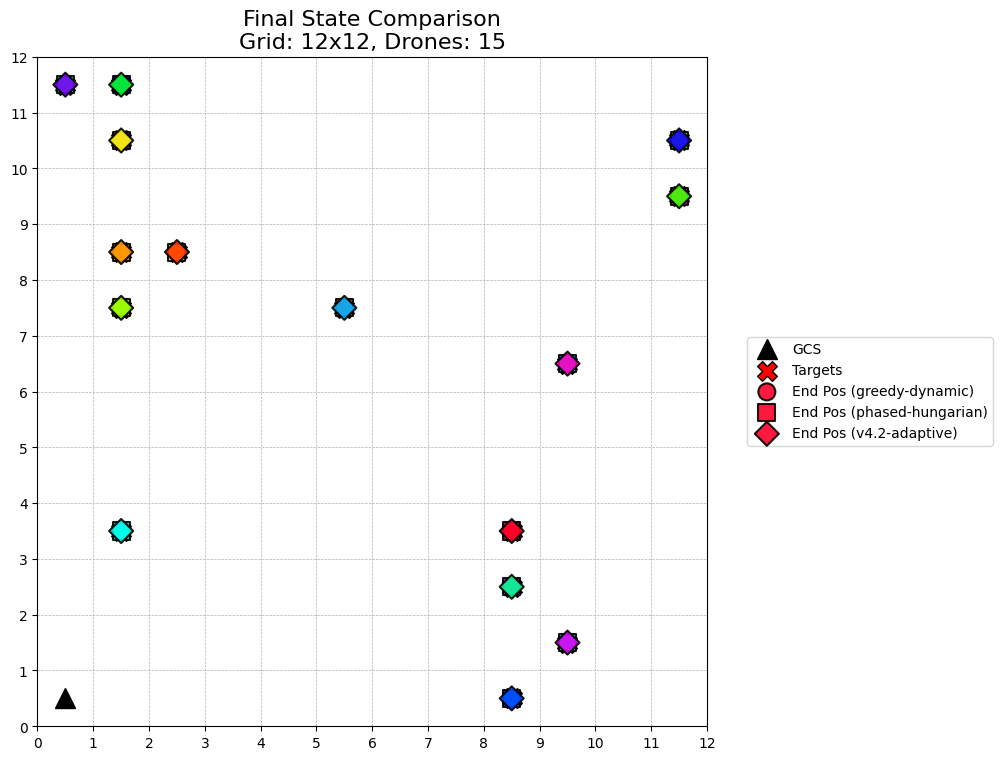 Final State Comparison
Grid: 12x12, Drones: 15
12
11
10
9
8
7
6
5
4
3
2
1
0
0 1 2 3 4 5 6 7 8 9 10 11 12
GCS
Targets
End Pos (greedy-dynamic)
End Pos (phased-hungarian)
End Pos (v4.2-adaptive)